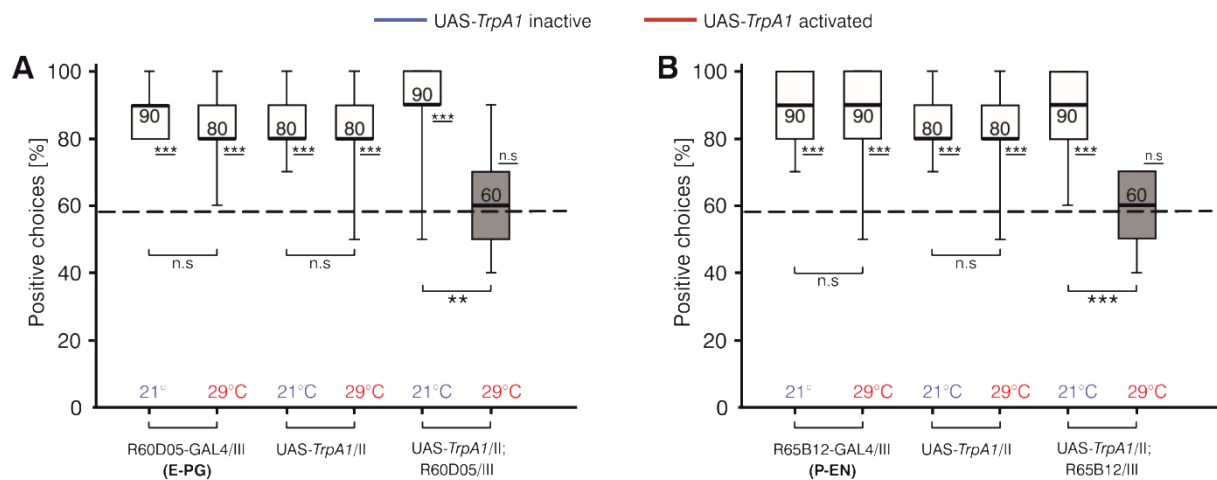 UAS-TrpA1 inactive
UAS-TrpA1 activated
A
Positive choices [%]
100
80
60
40
20
0
90
***
80
***
80
***
80
***
90
***
60
n.s
n.s
n.s
**
21°
29°C
21°C
29°C
21°C
29°C
R60D05-GAL4/III
(E-PG)
UAS-TrpA1/II
UAS-TrpA1/II;
R60D05/III
B
Positive choices [%]
100
80
60
40
20
0
90
***
90
***
80
***
80
***
90
***
60
n.s
n.s
n.s
***
21°
29°C
21°C
29°C
21°C
29°C
R65B12-GAL4/III
(P-EN)
UAS-TrpA1/II
UAS-TrpA1/II;
R65B12/III